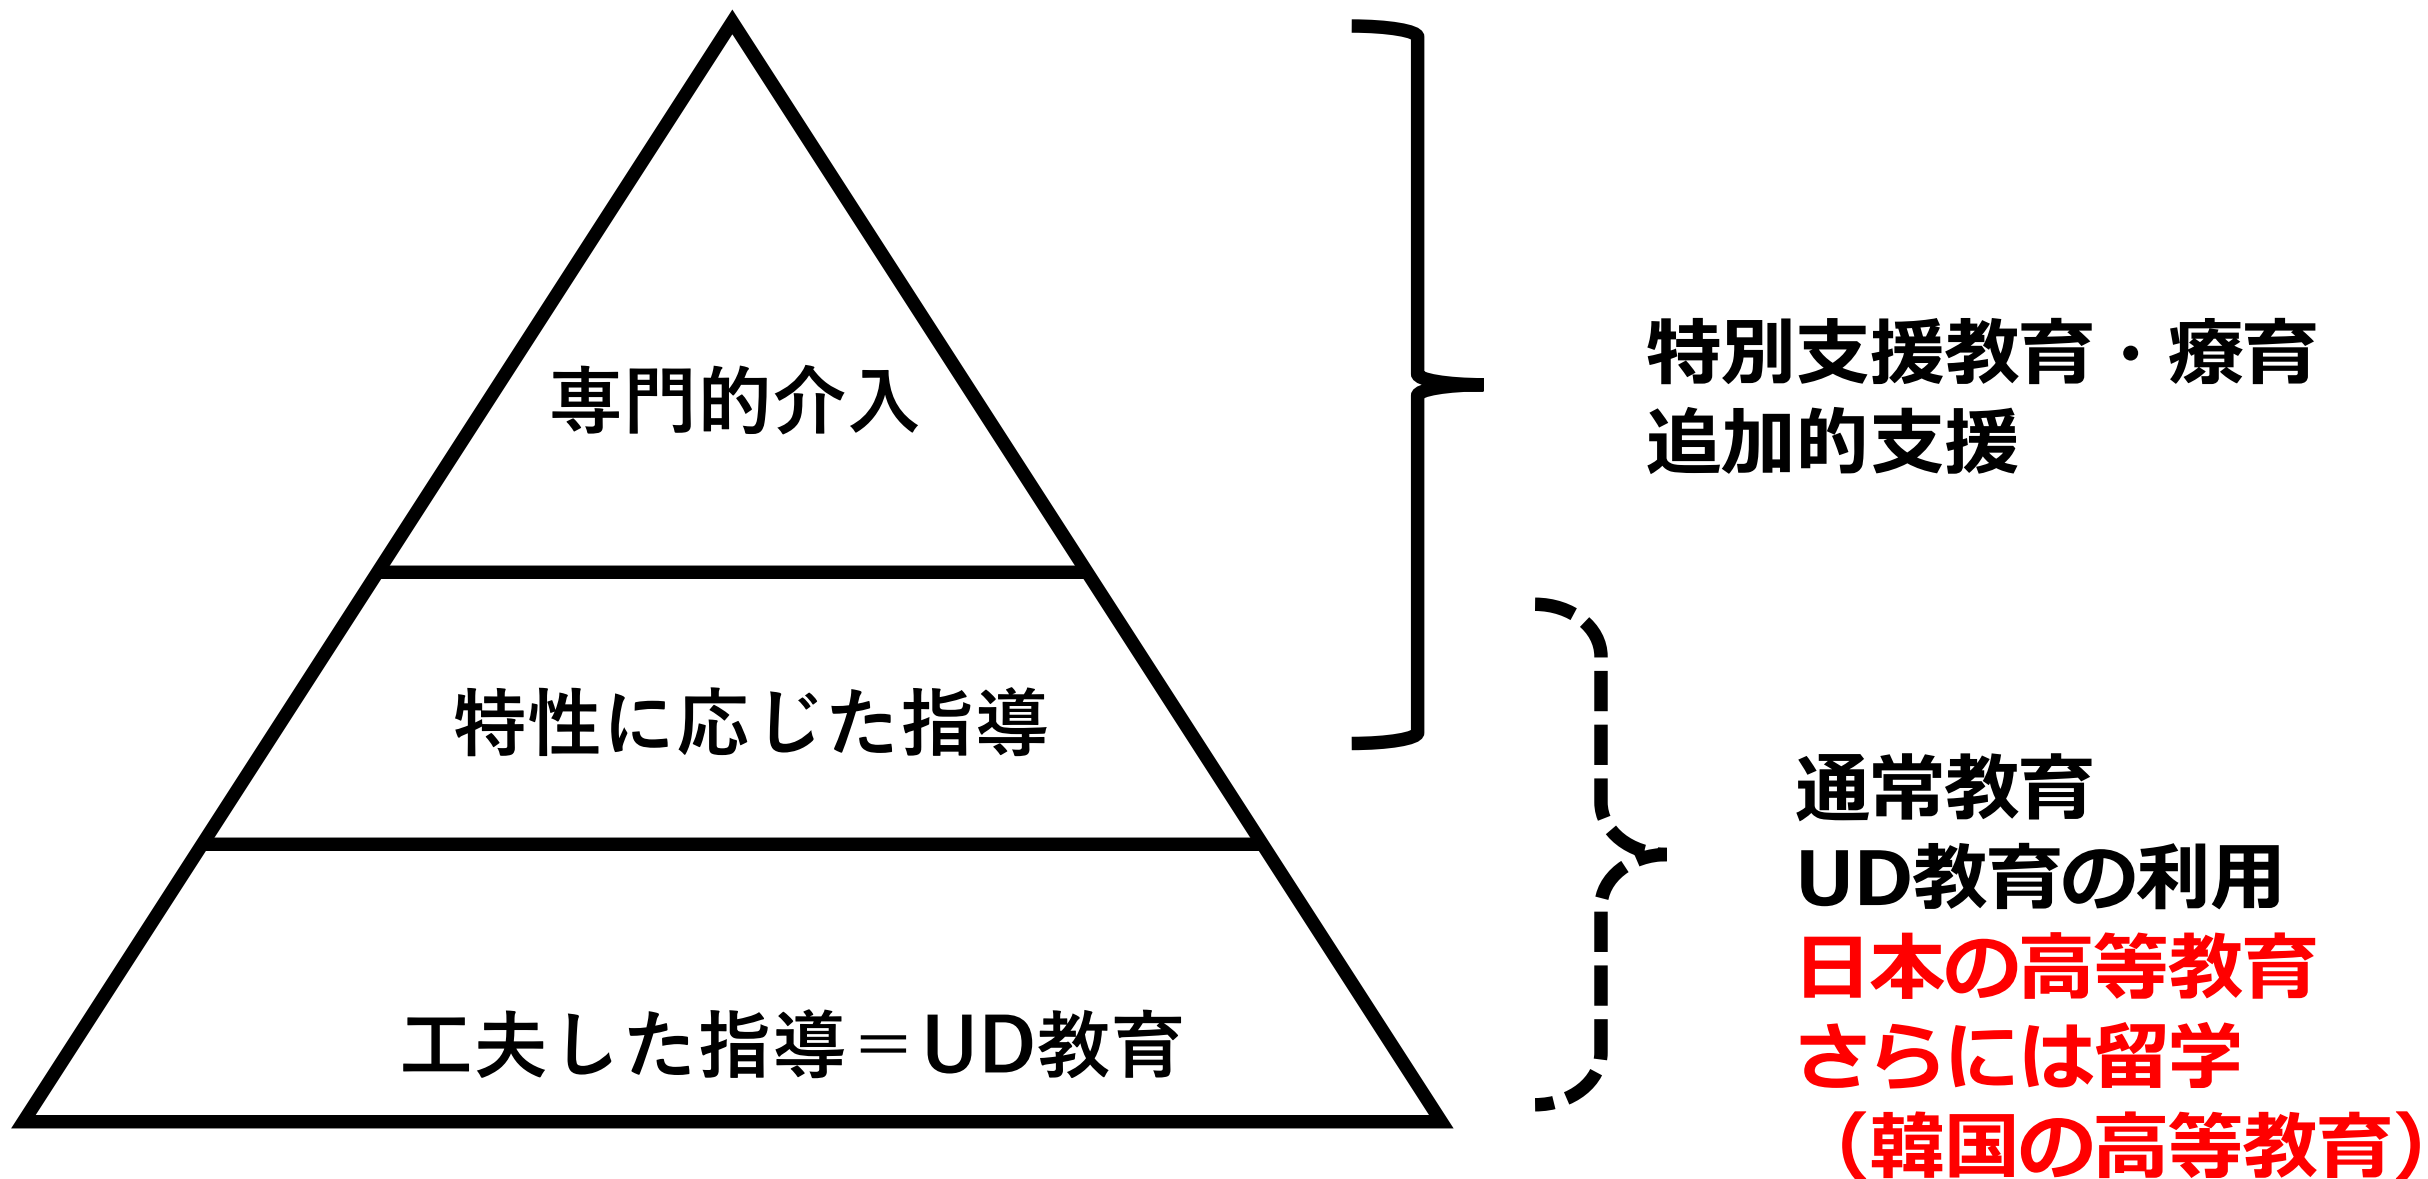 専門的介入
特性に応じた指導
工夫した指導＝UD教育
特別支援教育・療育
追加的支援
通常教育
UD教育の利用
日本の高等教育
さらには留学
（韓国の高等教育）